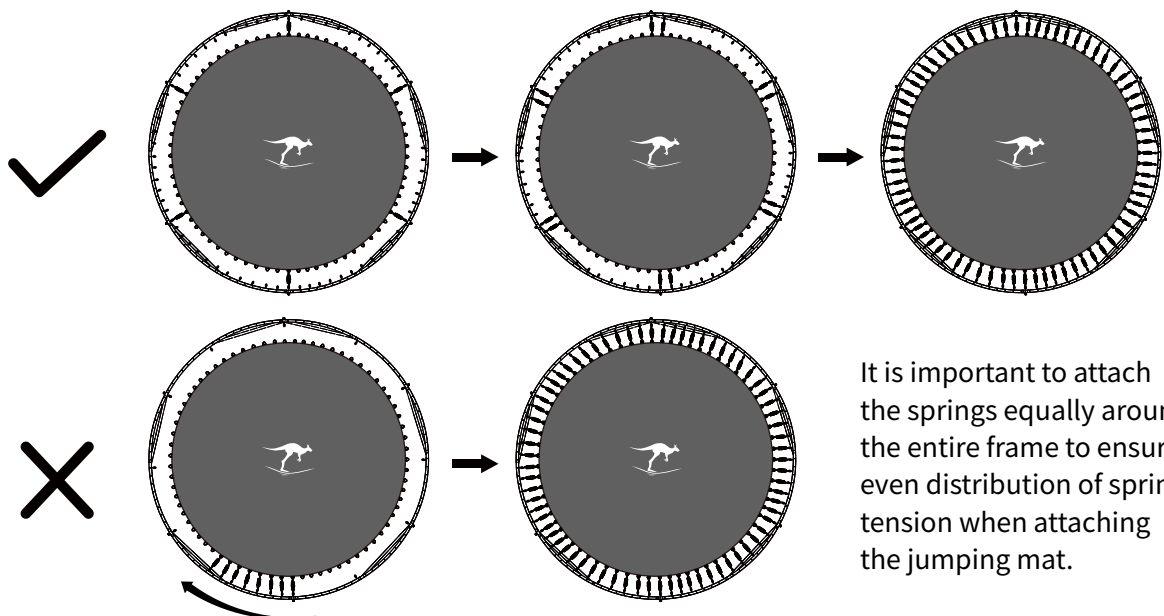 It is important to attach
the springs equally aroun
the entire frame to ensur
even distribution of sprin
tension when attaching
the jumping mat.